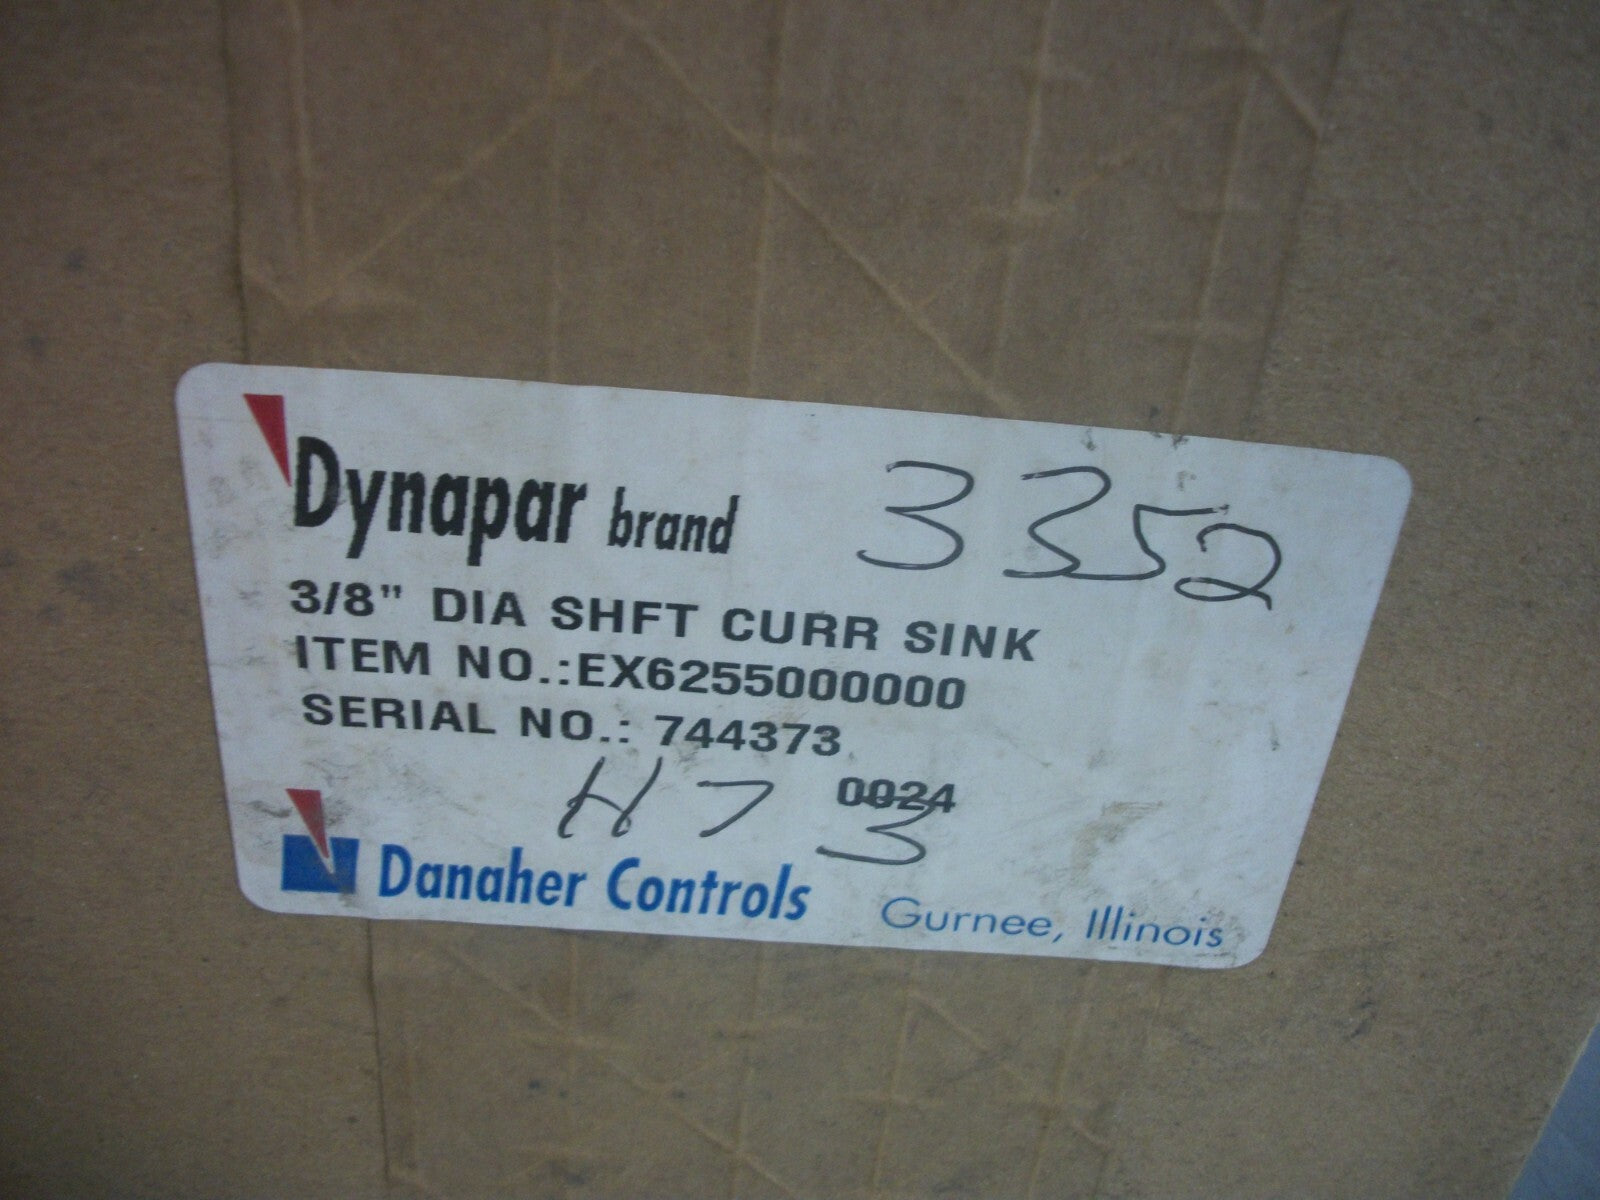 Dynapar brand 3352
3/8" DIA SHFT CURR SINK
ITEM NO.:EX6255000000
SERIAL NO.: 744373
0024
H 7 3
Danaher Controls Gurnee, Illinois